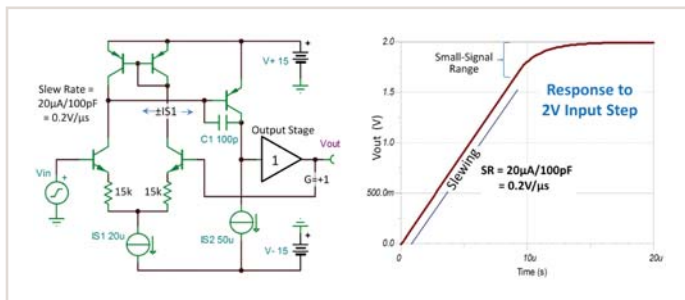 V+ 15
Slew Rate =
20µA/100pF
= 0.2V/µs
±IS1
C1 100p
Output Stage
Vout
1
G=+1
Vin
15k
15k
IS1 20u
IS2 50u
V- 15
2.0
1.5
1.0
500.0m
0.0
Vout (V)
Small-Signal
Range
Response to
2V Input Step
Slewing
SR = 20µA/100pF
= 0.2V/µs
0
10u
20u
Time (s)